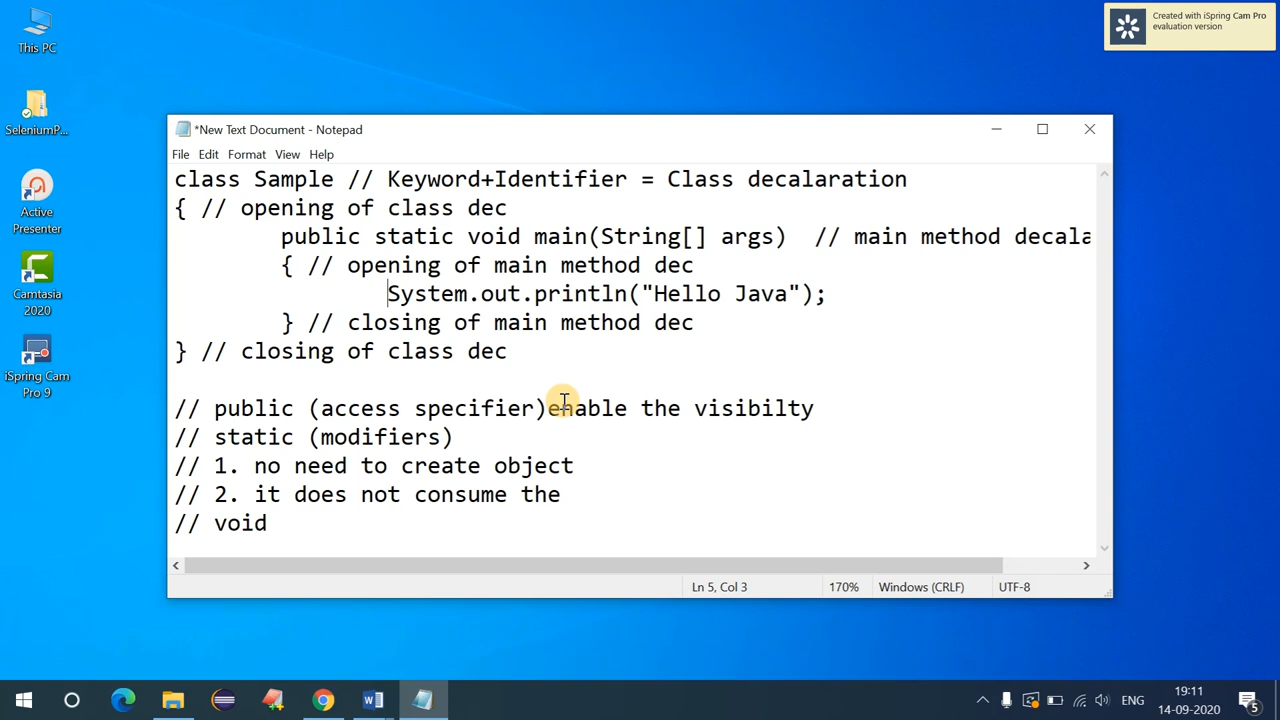 This PC
SeleniumP...
Active
Presenter
Camtasia
2020
iSpring Cam
Pro 9
Created with iSpring Cam Pro
evaluation version
*New Text Document - Notepad
File Edit Format View Help
class Sample // Keyword+Identifier = Class decalaration
{ // opening of class dec
public static void main(String[] args) // main method decala
{ // opening of main method dec
System.out.println("Hello Java");
} // closing of main method dec
} // closing of class dec
// public (access specifier)enable the visibilty
// static (modifiers)
// 1. no need to create object
// 2. it does not consume the
// void
Ln 5, Col 3 170% Windows (CRLF) UTF-8
ENG
19:11
14-09-2020
5